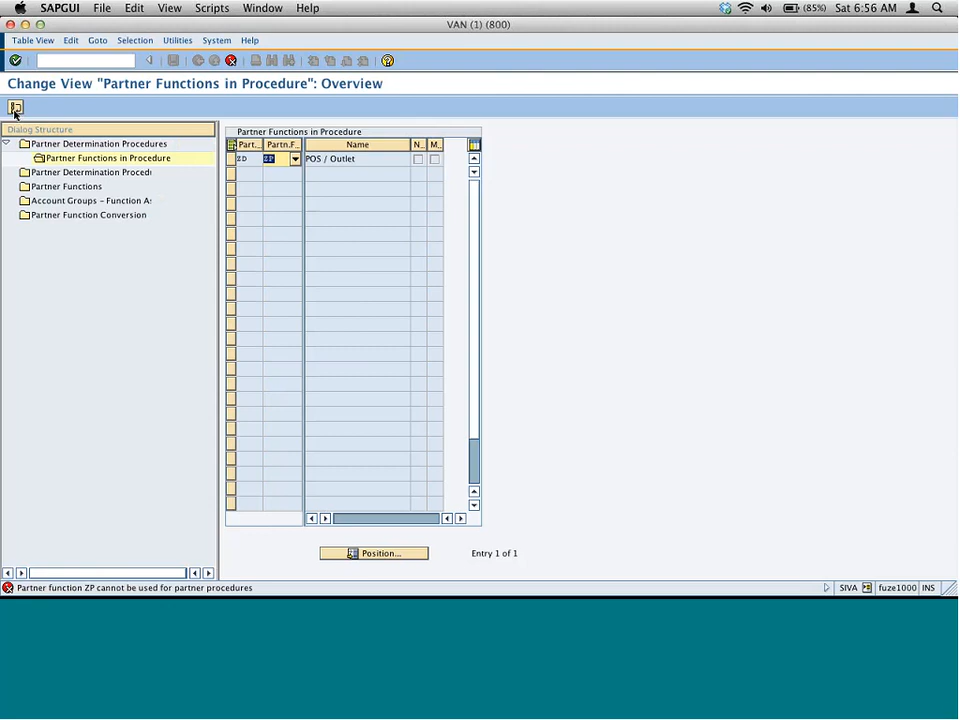 SAPGUI File Edit View Scripts Window Help (85%) Sat 6:56 AM
VAN (1) (800)
Table View Edit Goto Selection Utilities System Help
Change View "Partner Functions in Procedure": Overview
Dialog Structure
Partner Determination Procedures
Partner Functions in Procedure
Partner Determination Procedu
Partner Functions
Account Groups - Function As
Partner Function Conversion
Partner Functions in Procedure
Part... Partn.F... Name N... M...
ZD ZP POS / Outlet
Position... Entry 1 of 1
Partner function ZP cannot be used for partner procedures SIVA fuze1000 INS